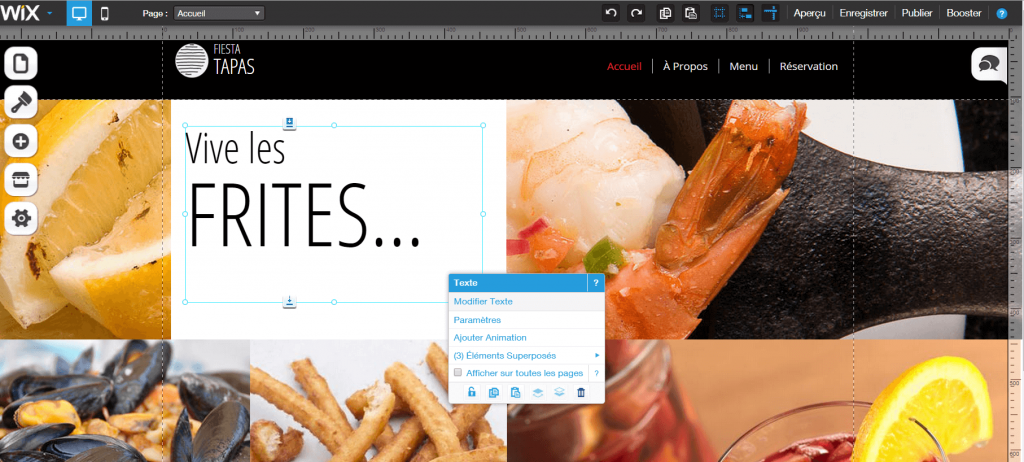 WiX
Page :
Accueil
Aperçu
Enregistrer
Publier
Booster
?
FIESTA
TAPAS
Accueil
À Propos
Menu
Réservation
Vive les
FRITES...
Texte ?
Modifier Texte
Paramètres
Ajouter Animation
(3) Éléments Superposés
Afficher sur toutes les pages ?